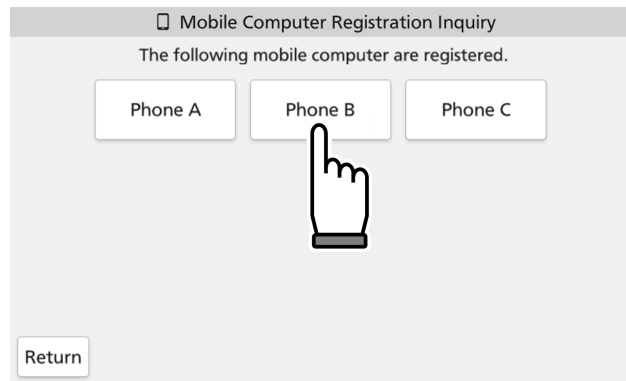 Mobile Computer Registration Inquiry
The following mobile computer are registered.
Phone A Phone B Phone C
Return